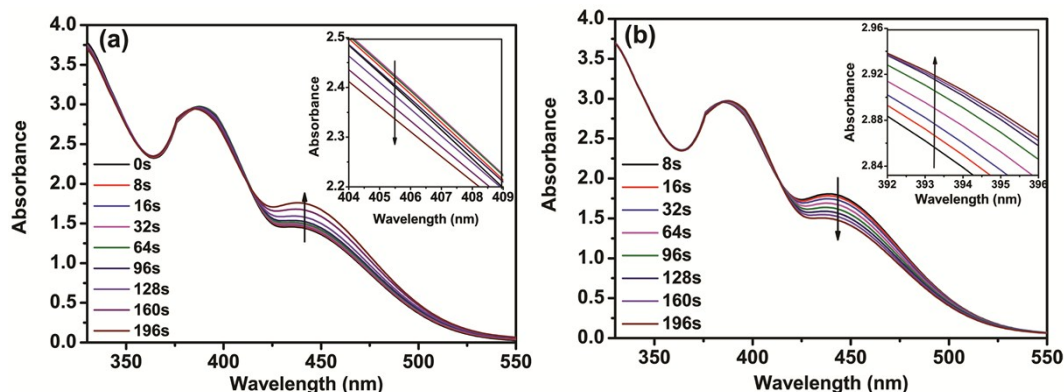 (a)
4.0
3.5
3.0
2.5
2.0
1.5
1.0
0.5
0.0
Absorbance
350 400 450 500 550
Wavelength (nm)
0s
8s
16s
32s
64s
96s
128s
160s
196s
2.5
2.4
2.3
2.2
Absorbance
404 405 406 407 408 409
Wavelength (nm)
(b)
4.0
3.5
3.0
2.5
2.0
1.5
1.0
0.5
0.0
Absorbance
350 400 450 500 550
Wavelength (nm)
8s
16s
32s
64s
96s
128s
160s
196s
2.96
2.92
2.88
2.84
Absorbance
392 393 394 395 396
Wavelength (nm)